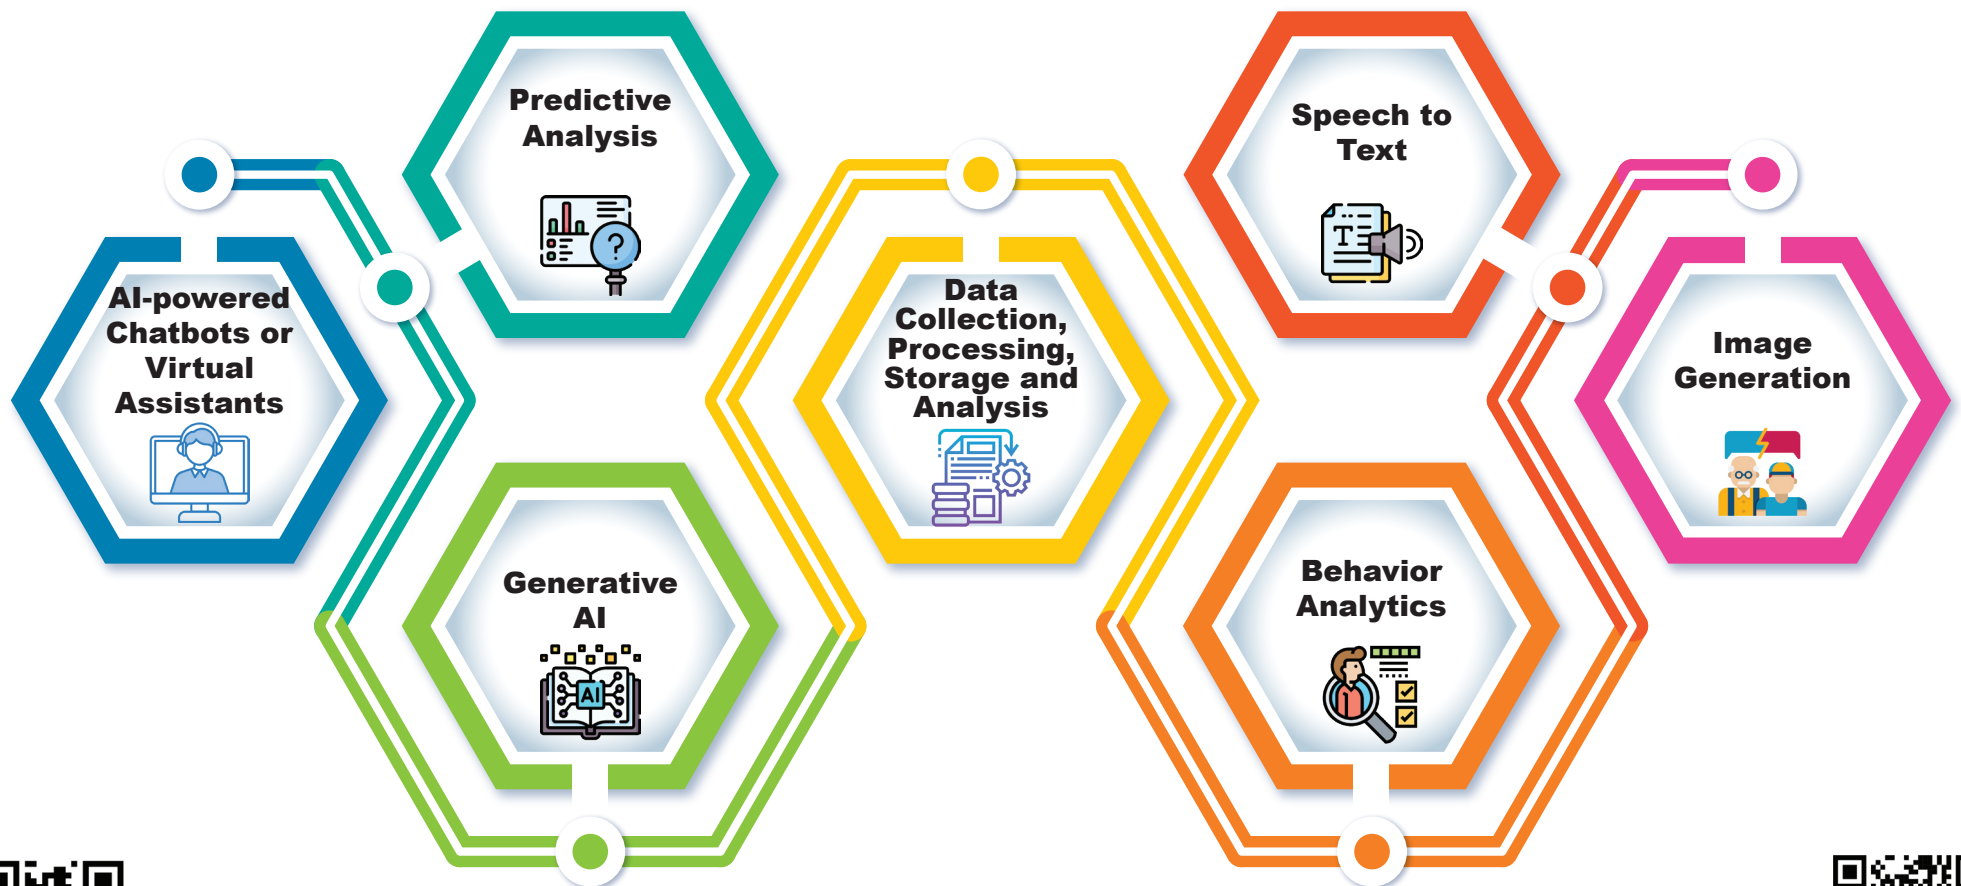 AI-powered
Chatbots or
Virtual
Assistants
Predictive
Analysis
Generative
AI
AI
Data
Collection,
Processing,
Storage and
Analysis
Speech to
Text
T
Behavior
Analytics
Image
Generation